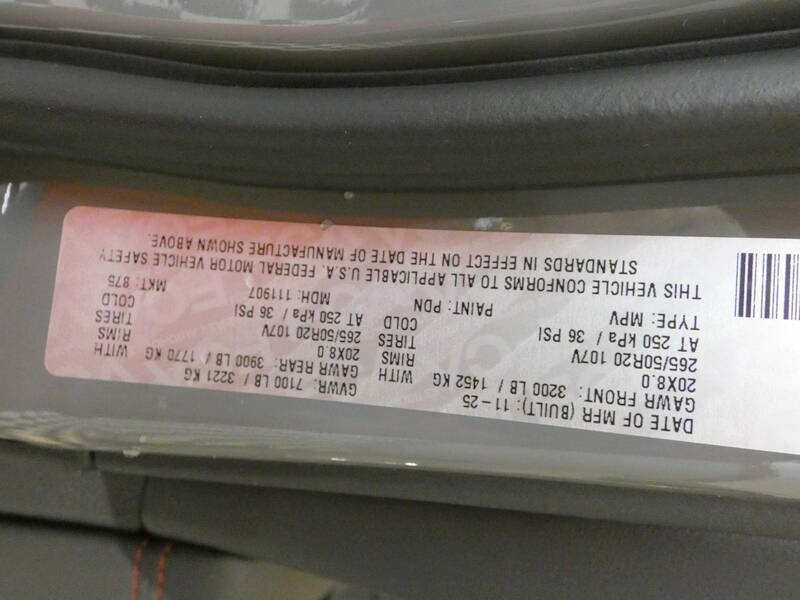 DATE OF MFR (BUILT): 11-25 GVWR: 7100 LB / 3221 KG
GAWR FRONT: 3200 LB / 1452 KG WITH GAWR REAR: 3900 LB / 1770 KG WITH
20X8.0 RIMS 20X8.0 RIMS
265/50R20 107V TIRES 265/50R20 107V TIRES
AT 250 kPa / 36 PSI COLD AT 250 kPa / 36 PSI COLD
TYPE: MPV PAINT: PDN MDH: 111907 MKT: 875
THIS VEHICLE CONFORMS TO ALL APPLICABLE U.S.A. FEDERAL MOTOR VEHICLE SAFETY
STANDARDS IN EFFECT ON THE DATE OF MANUFACTURE SHOWN ABOVE.